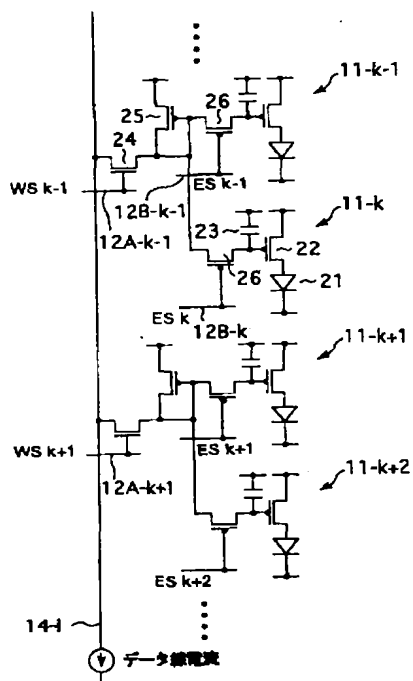 11-k-1
25
26
24
WS k-1
ES k-1
12B-k-1
12A-k-1
11-k
23
22
26
21
ES k
12B-k
11-k+1
WS k+1
ES k+1
12A-k+1
11-k+2
ES k+2
14-i
データ線電流